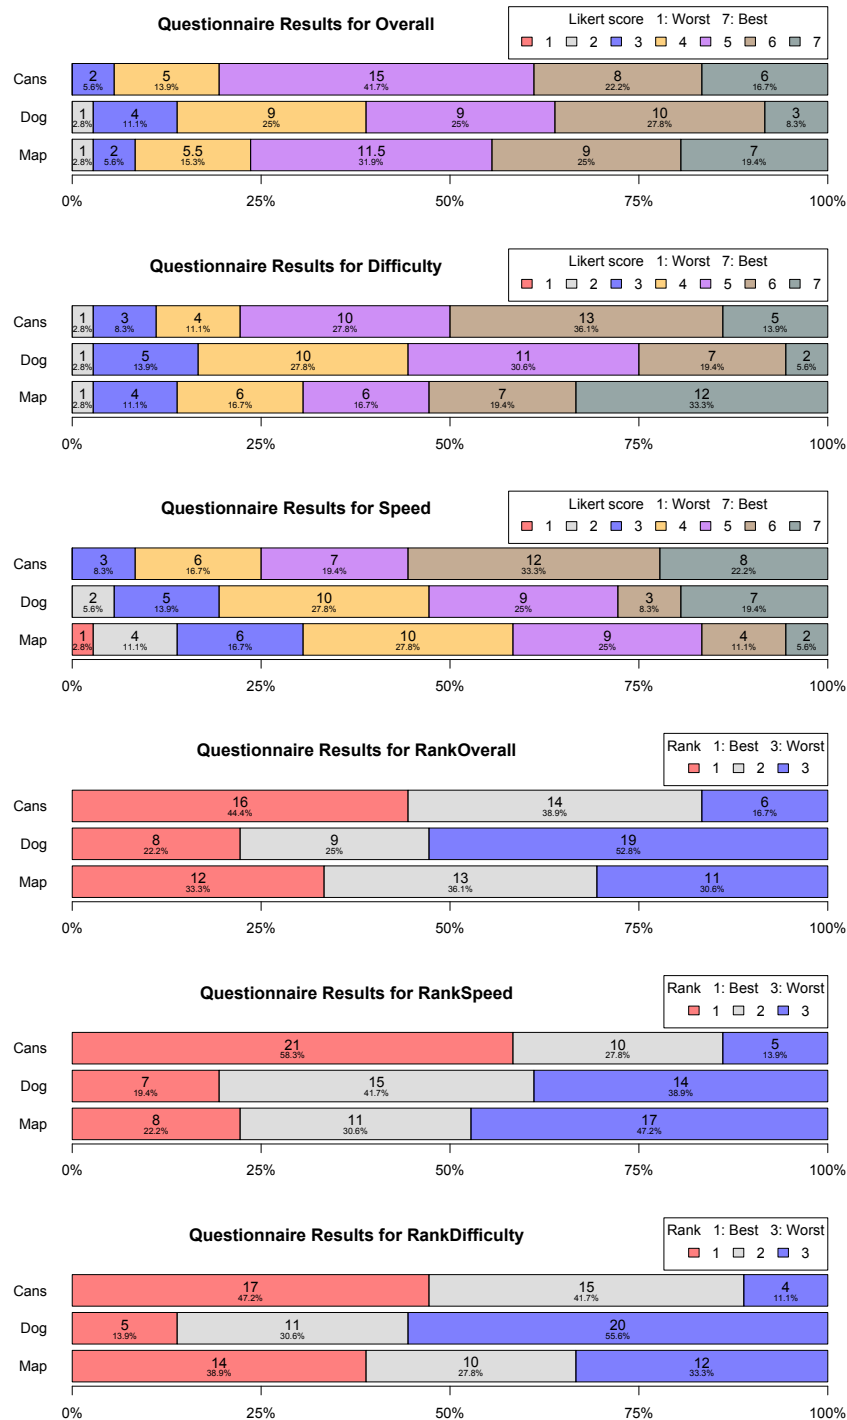 Questionnaire Results for Overall
Likert score 1: Worst 7: Best
1 2 3 4 5 6 7
Cans
2 5 15 8 6
5.6% 13.9% 41.7% 22.2% 16.7%
Dog
1 4 9 9 10 3
2.8% 11.1% 25% 25% 27.8% 8.3%
Map
1 2 5.5 11.5 9 7
2.8% 5.6% 15.3% 31.9% 25% 19.4%
0% 25% 50% 75% 100%
Questionnaire Results for Difficulty
Likert score 1: Worst 7: Best
1 2 3 4 5 6 7
Cans
1 3 4 10 13 5
2.8% 8.3% 11.1% 27.8% 36.1% 13.9%
Dog
1 5 10 11 7 2
2.8% 13.9% 27.8% 30.6% 19.4% 5.6%
Map
1 4 6 6 7 12
2.8% 11.1% 16.7% 16.7% 19.4% 33.3%
0% 25% 50% 75% 100%
Questionnaire Results for Speed
Likert score 1: Worst 7: Best
1 2 3 4 5 6 7
Cans
3 6 7 12 8
8.3% 16.7% 19.4% 33.3% 22.2%
Dog
2 5 10 9 3 7
5.6% 13.9% 27.8% 25% 8.3% 19.4%
Map
1 4 6 10 9 4 2
2.8% 11.1% 16.7% 27.8% 25% 11.1% 5.6%
0% 25% 50% 75% 100%
Questionnaire Results for RankOverall
Rank 1: Best 3: Worst
1 2 3
Cans
16 14 6
44.4% 38.9% 16.7%
Dog
8 9 19
22.2% 25% 52.8%
Map
12 13 11
33.3% 36.1% 30.6%
0% 25% 50% 75% 100%
Questionnaire Results for RankSpeed
Rank 1: Best 3: Worst
1 2 3
Cans
21 10 5
58.3% 27.8% 13.9%
Dog
7 15 14
19.4% 41.7% 38.9%
Map
8 11 17
22.2% 30.6% 47.2%
0% 25% 50% 75% 100%
Questionnaire Results for RankDifficulty
Rank 1: Best 3: Worst
1 2 3
Cans
17 15 4
47.2% 41.7% 11.1%
Dog
5 11 20
13.9% 30.6% 55.6%
Map
14 10 12
38.9% 27.8% 33.3%
0% 25% 50% 75% 100%